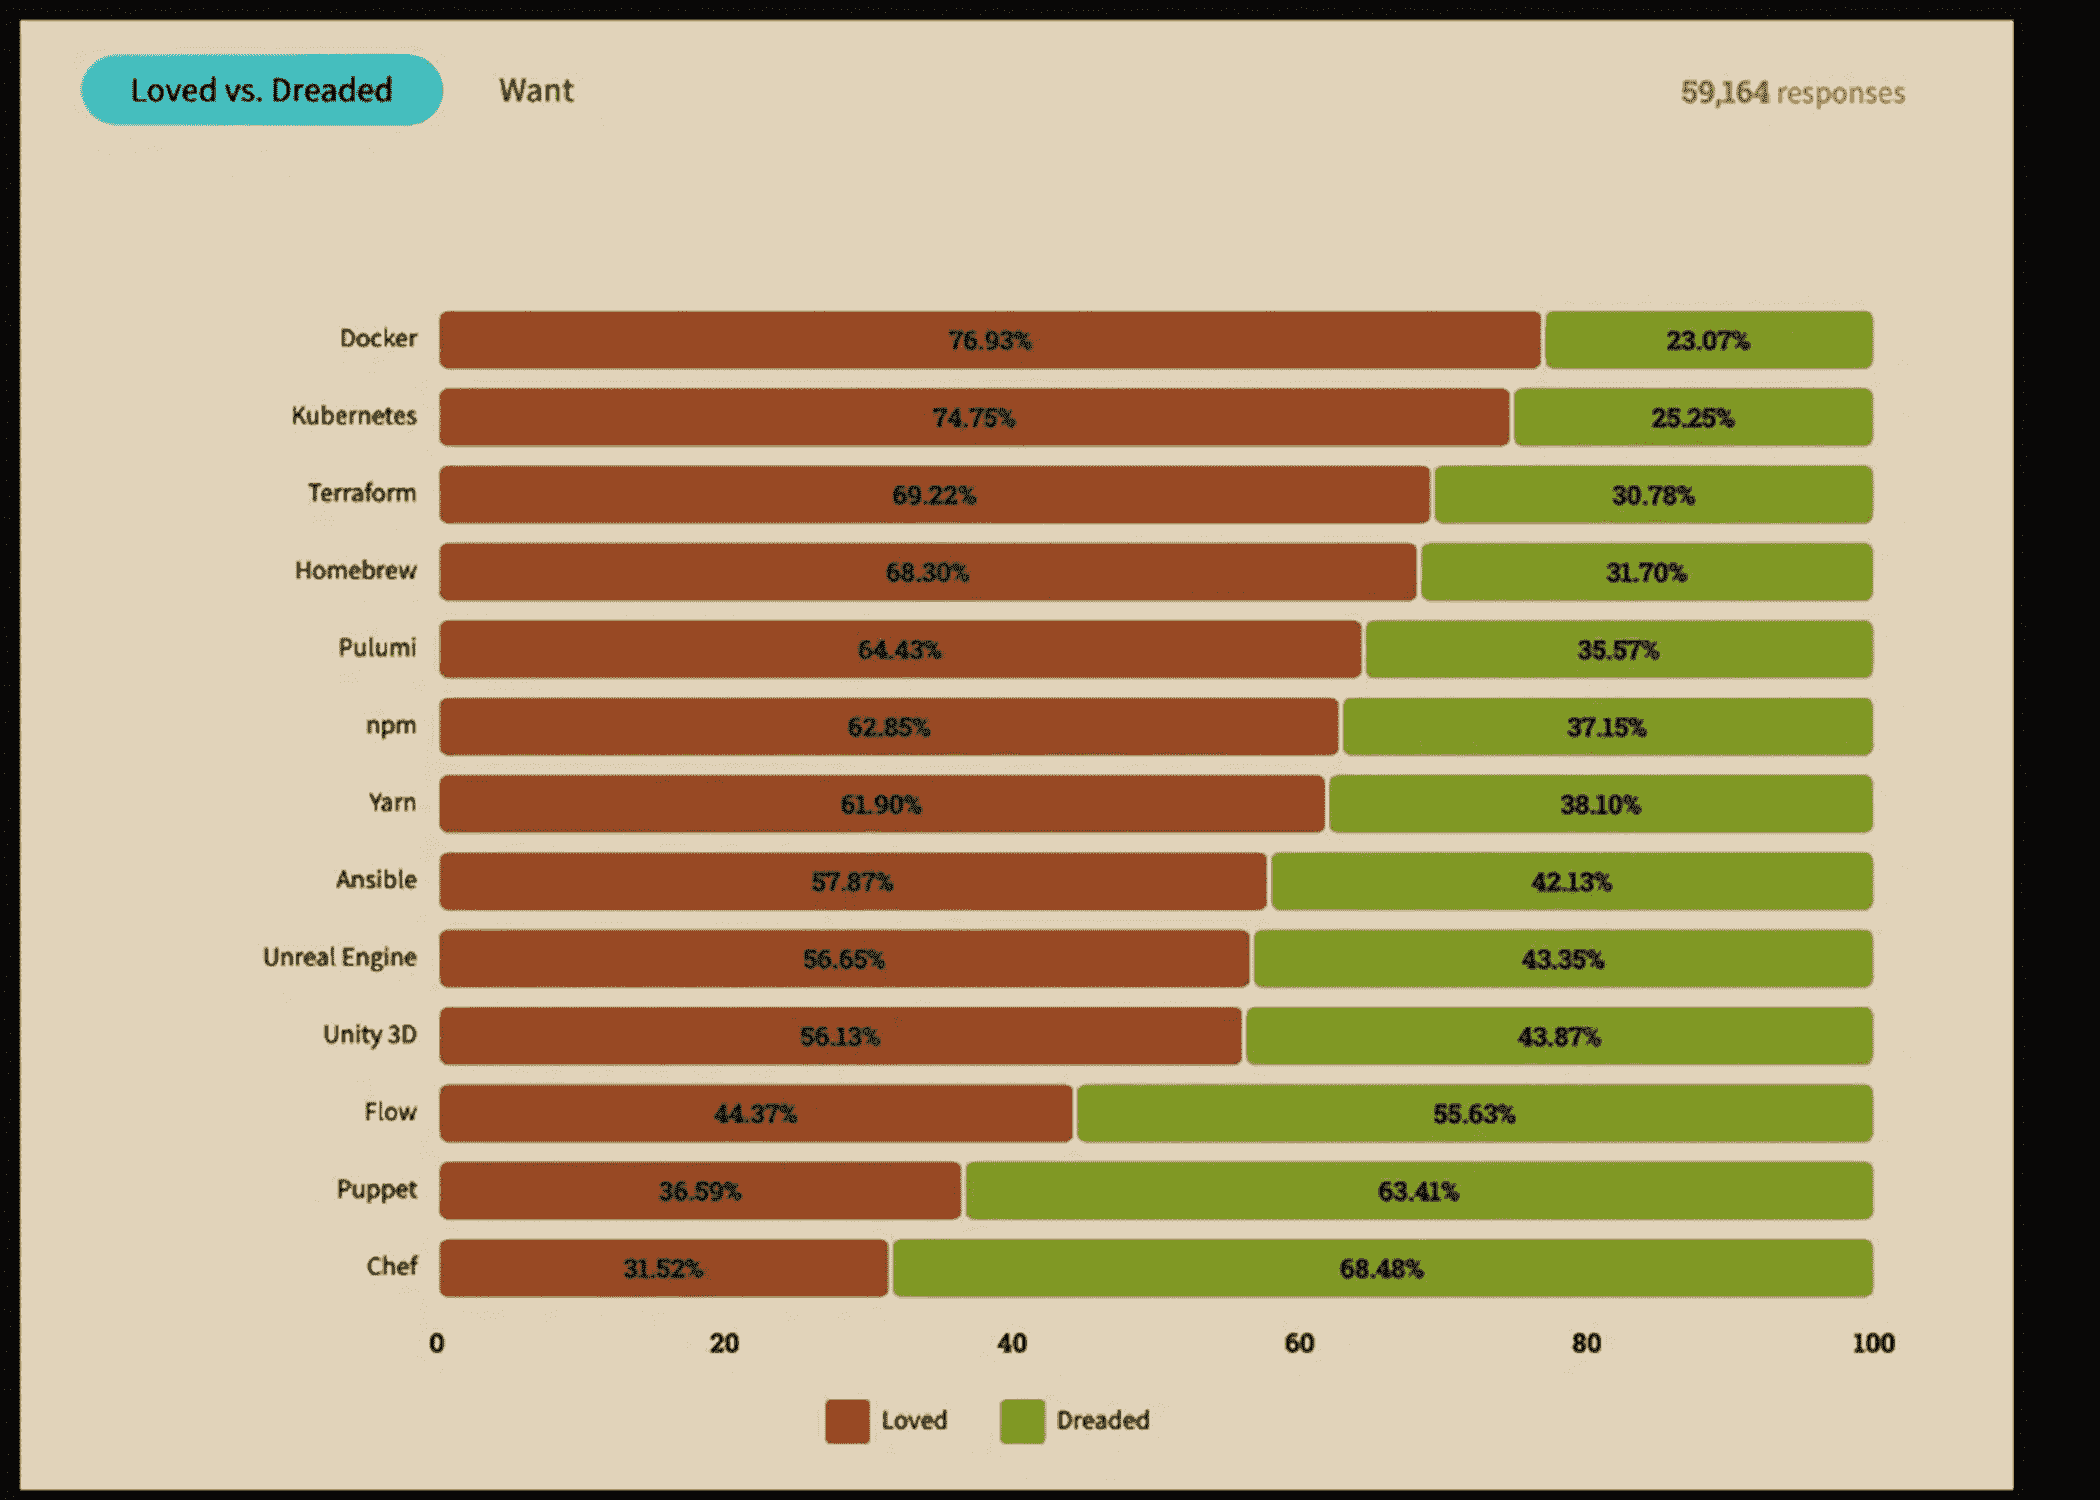 Loved vs. Dreaded Want 59,164 responses
Docker 76.93% 23.07%
Kubernetes 74.75% 25.25%
Terraform 69.22% 30.78%
Homebrew 68.30% 31.70%
Pulumi 64.43% 35.57%
npm 62.85% 37.15%
Yarn 61.90% 38.10%
Ansible 57.87% 42.13%
Unreal Engine 56.65% 43.35%
Unity 3D 56.13% 43.87%
Flow 44.37% 55.63%
Puppet 36.59% 63.41%
Chef 31.52% 68.48%
0 20 40 60 80 100
Loved Dreaded